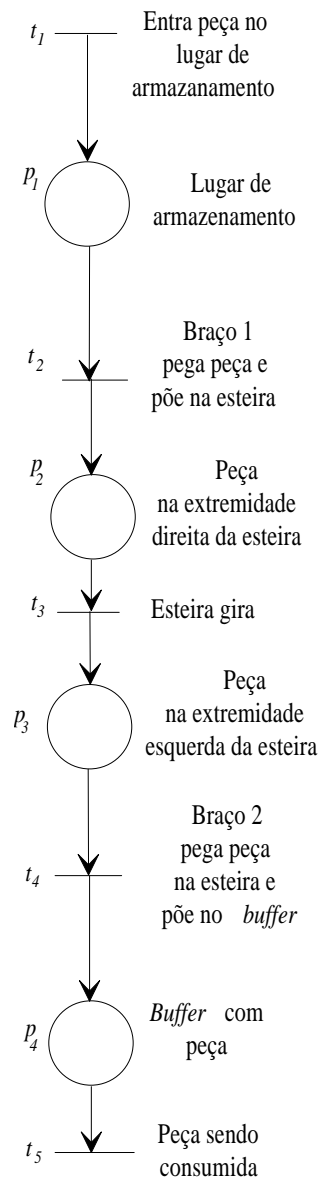 t1
Entra peça no
lugar de
armazanamento
p1
Lugar de
armazenamento
t2
Braço 1
pega peça e
põe na esteira
p2
Peça
na extremidade
direita da esteira
t3
Esteira gira
p3
Peça
na extremidade
esquerda da esteira
t4
Braço 2
pega peça
na esteira e
põe no buffer
p4
Buffer com
peça
t5
Peça sendo
consumida